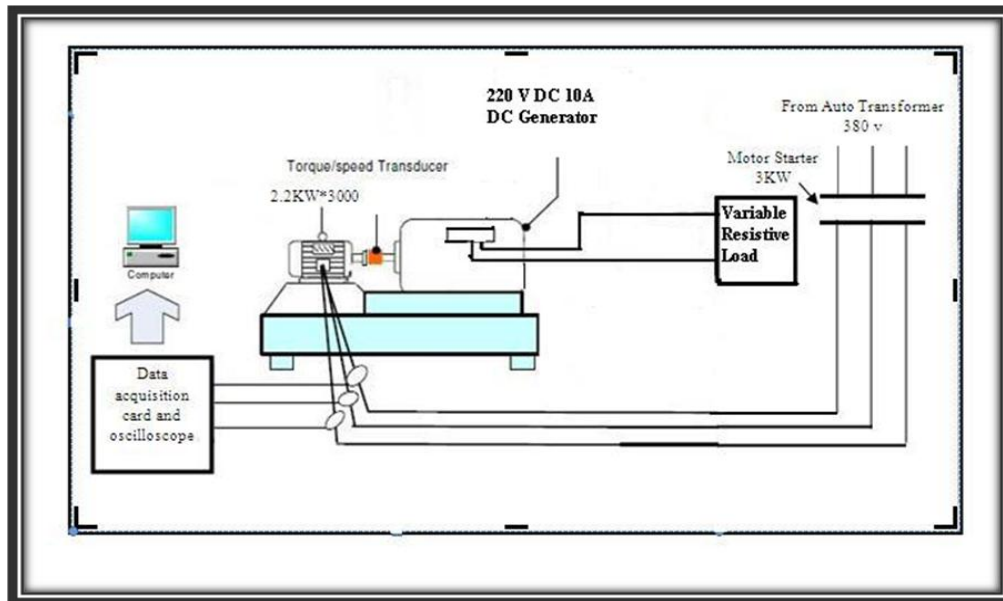 220 V DC 10A
DC Generator
From Auto Transformer
380 v
Motor Starter
3KW
Torque/speed Transducer
2.2KW*3000
Variable
Resistive
Load
Computer
Data
acquisition
card and
oscilloscope